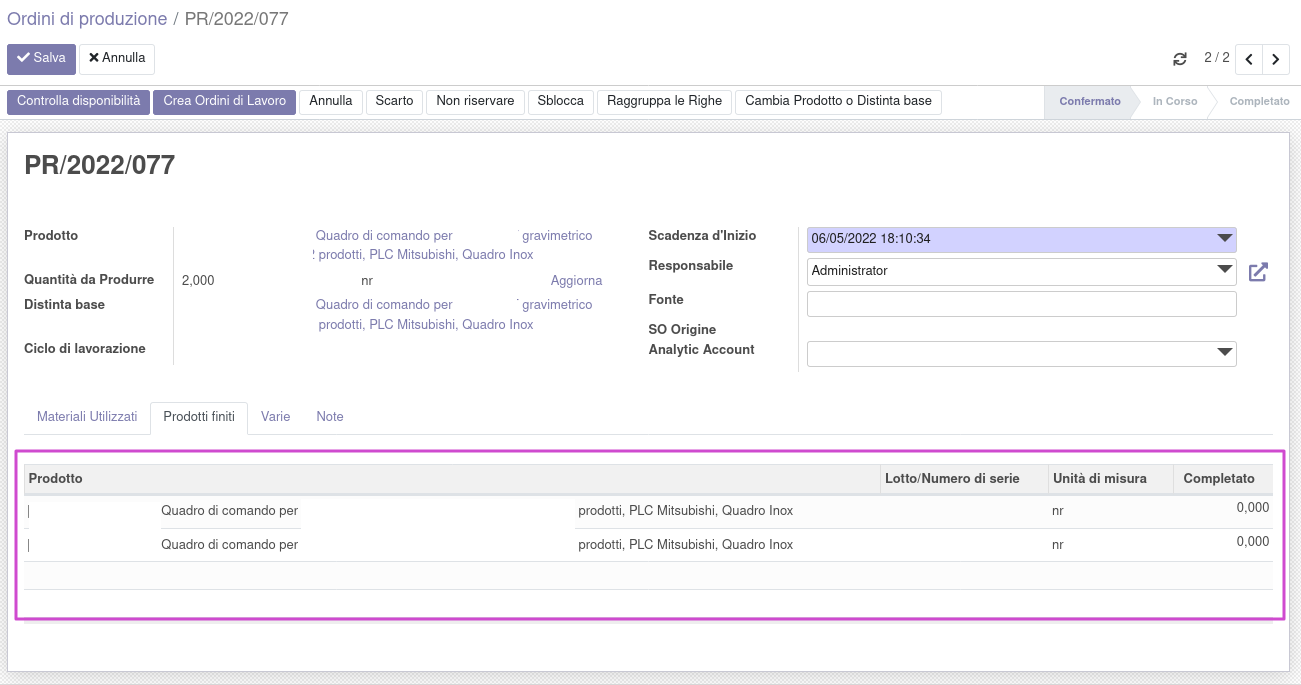 Ordini di produzione / PR/2022/077
Salva Annulla 2 / 2
Controlla disponibilità Crea Ordini di Lavoro Annulla Scarto Non riservare Sblocca Raggruppa le Righe Cambia Prodotto o Distinta base Confermato In Corso Completato
PR/2022/077
Prodotto Quadro di comando per gravimetrico
prodotti, PLC Mitsubishi, Quadro Inox
Quantità da Produrre 2,000 nr Aggiorna
Distinta base Quadro di comando per gravimetrico
prodotti, PLC Mitsubishi, Quadro Inox
Ciclo di lavorazione
Scadenza d'Inizio 06/05/2022 18:10:34
Responsabile Administrator
Fonte
SO Origine
Analytic Account
Materiali Utilizzati Prodotti finiti Varie Note
Prodotto Lotto/Numero di serie Unità di misura Completato
Quadro di comando per prodotti, PLC Mitsubishi, Quadro Inox nr 0,000
Quadro di comando per prodotti, PLC Mitsubishi, Quadro Inox nr 0,000